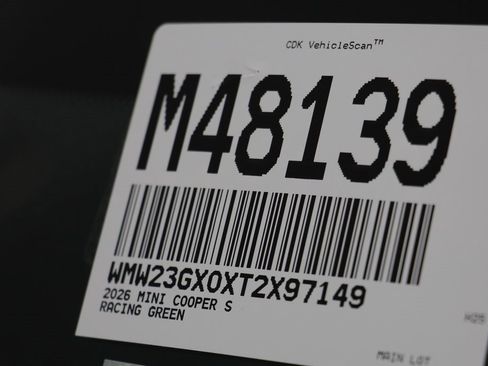 CDK VehicleScan™
M48139
WMW23GX0XT2X97149
2026 MINI COOPER S
RACING GREEN
MAIN LOT